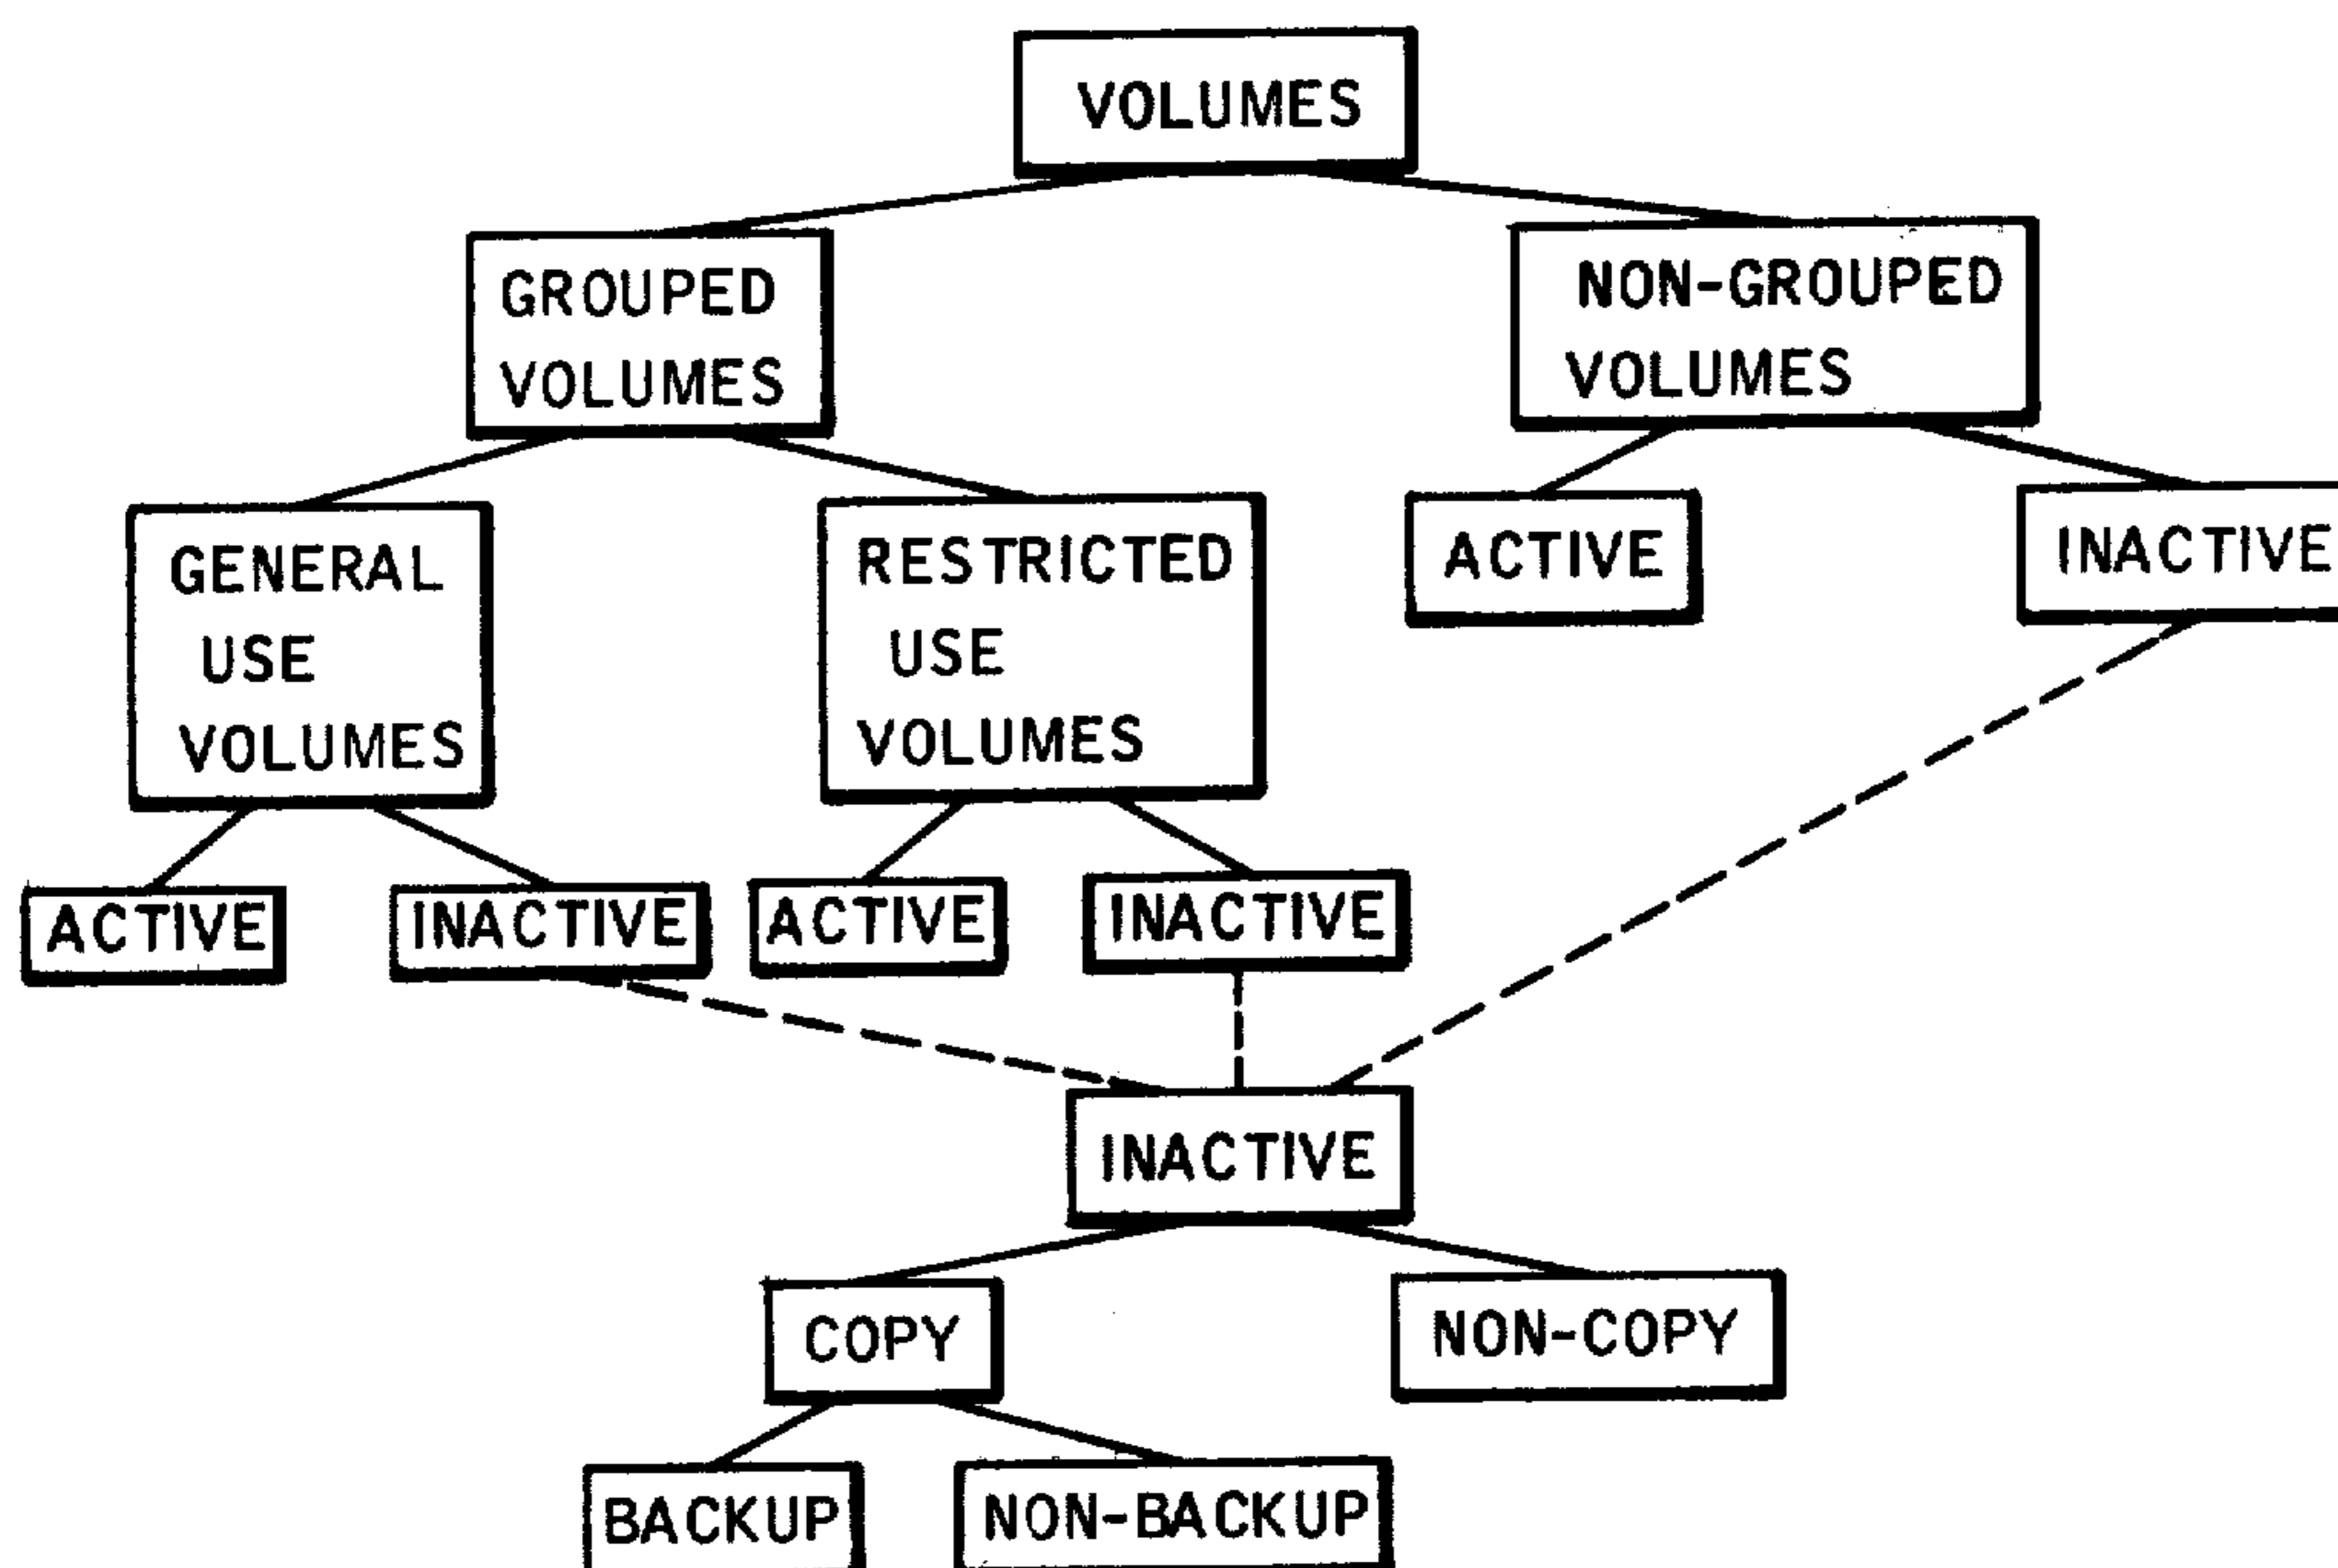 VOLUMES
GROUPED
VOLUMES
NON-GROUPED
VOLUMES
GENERAL
USE
VOLUMES
RESTRICTED
USE
VOLUMES
ACTIVE
INACTIVE
ACTIVE
INACTIVE
ACTIVE
INACTIVE
INACTIVE
COPY
NON-COPY
BACKUP
NON-BACKUP